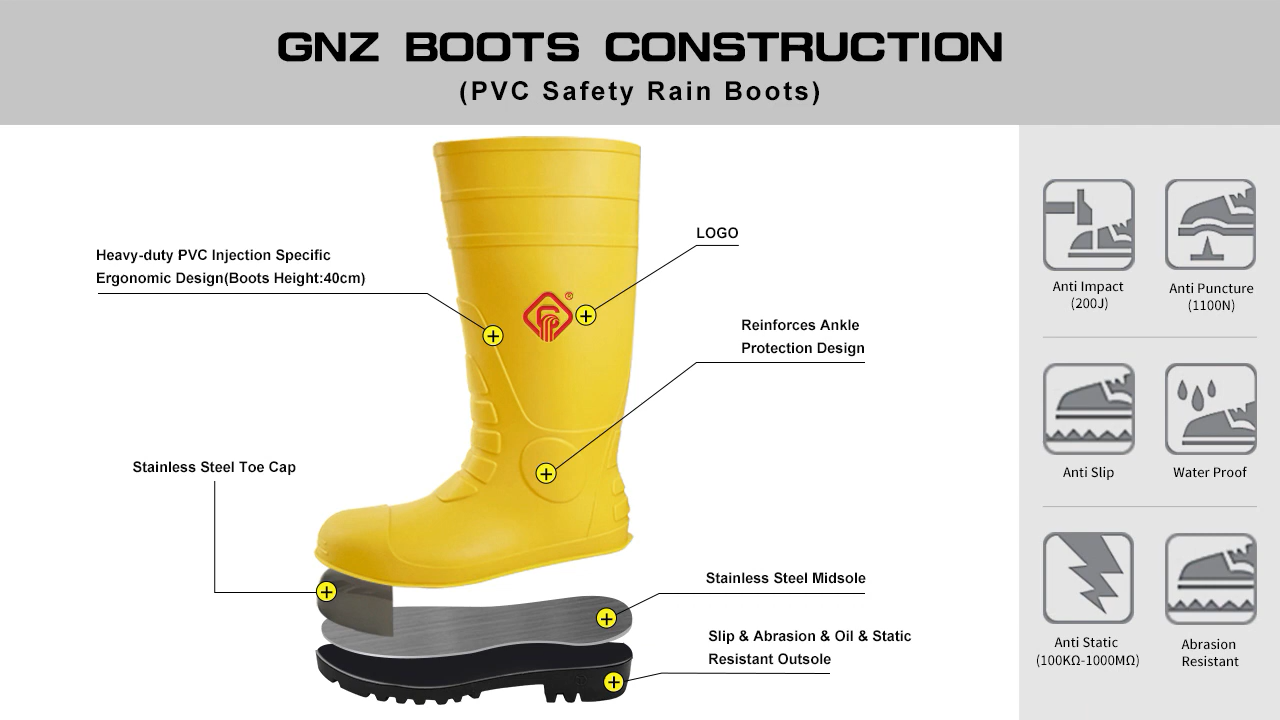 GNZ BOOTS CONSTRUCTION
(PVC Safety Rain Boots)
Heavy-duty PVC Injection Specific
Ergonomic Design(Boots Height:40cm)
LOGO
®
Reinforces Ankle
Protection Design
Stainless Steel Toe Cap
Stainless Steel Midsole
Slip & Abrasion & Oil & Static
Resistant Outsole
Anti Impact
(200J)
Anti Puncture
(1100N)
Anti Slip
Water Proof
Anti Static
(100KΩ-1000MΩ)
Abrasion
Resistant